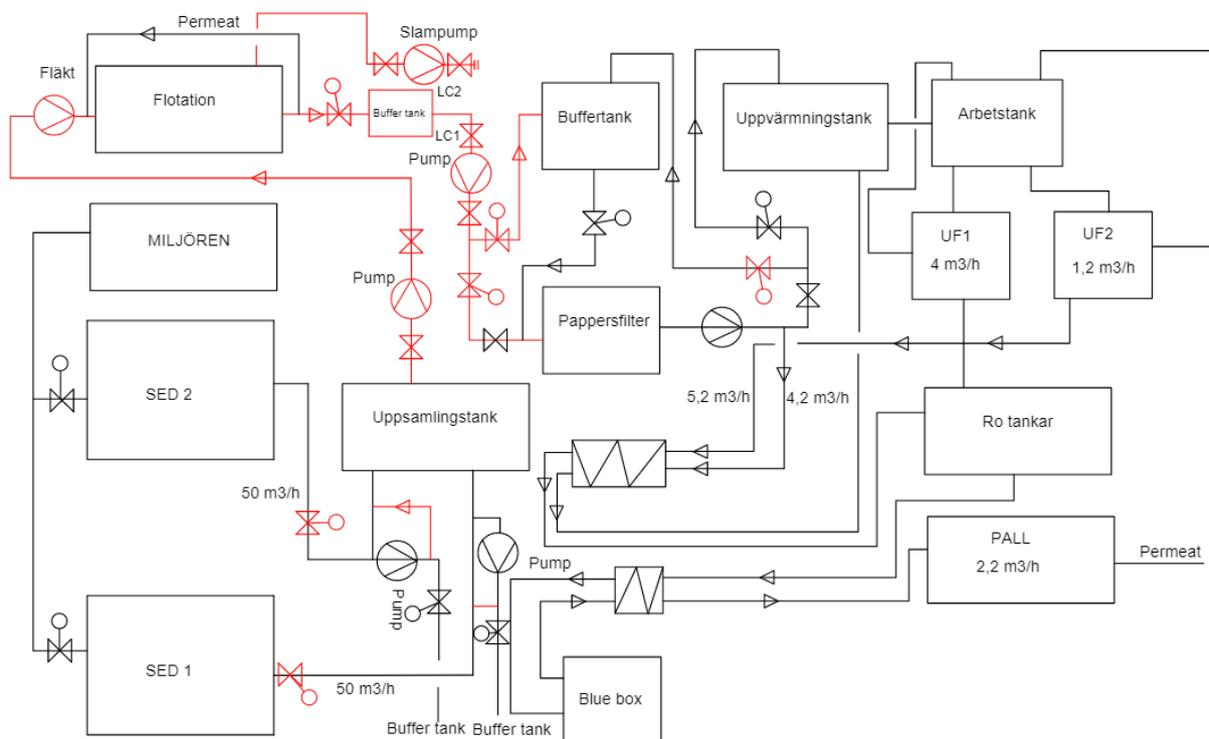 Permeat
Slampump
Fläkt
LC2
Flotation
Buffer tank
Buffertank
Uppvärmningstank
Arbetstank
LC1
Pump
MILJÖREN
UF1
4 m3/h
UF2
1,2 m3/h
Pump
Pappersfilter
SED 2
Uppsamlingstank
5,2 m3/h
4,2 m3/h
Ro tankar
50 m3/h
PALL
2,2 m3/h
Permeat
Pump
Pump
SED 1
50 m3/h
Blue box
Buffer tank
Buffer tank